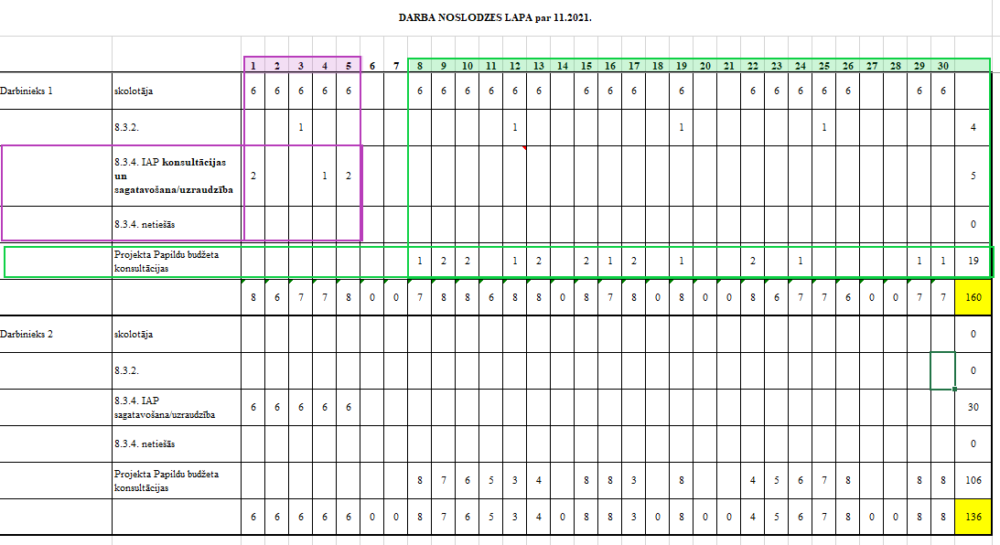 DARBA NOSLODZES LAPA par 11.2021.
1 2 3 4 5 6 7 8 9 10 11 12 13 14 15 16 17 18 19 20 21 22 23 24 25 26 27 28 29 30
Darbinieks 1 skolotāja 6 6 6 6 6 6 6 6 6 6 6 6 6 6 6 6 6 6 6 6 6 6
8.3.2. 1 1 1 1 4
8.3.4. IAP konsultācijas
un
sagatavošana/uzraudzība
2 1 2 5
8.3.4. netiešās 0
Projekta Papildu budžeta
konsultācijas
1 2 2 1 2 2 1 2 1 2 1 1 1 19
8 6 7 7 8 0 0 7 8 8 6 8 8 0 8 7 8 0 8 0 0 8 6 7 7 6 0 0 7 7 160
Darbinieks 2 skolotāja 0
8.3.2. 0
8.3.4. IAP
sagatavošana/uzraudzība
6 6 6 6 6 30
8.3.4. netiešās 0
Projekta Papildu budžeta
konsultācijas
8 7 6 5 3 4 8 8 3 8 4 5 6 7 8 8 8 106
6 6 6 6 6 0 0 8 7 6 5 3 4 0 8 8 3 0 8 0 0 4 5 6 7 8 0 0 8 8 136